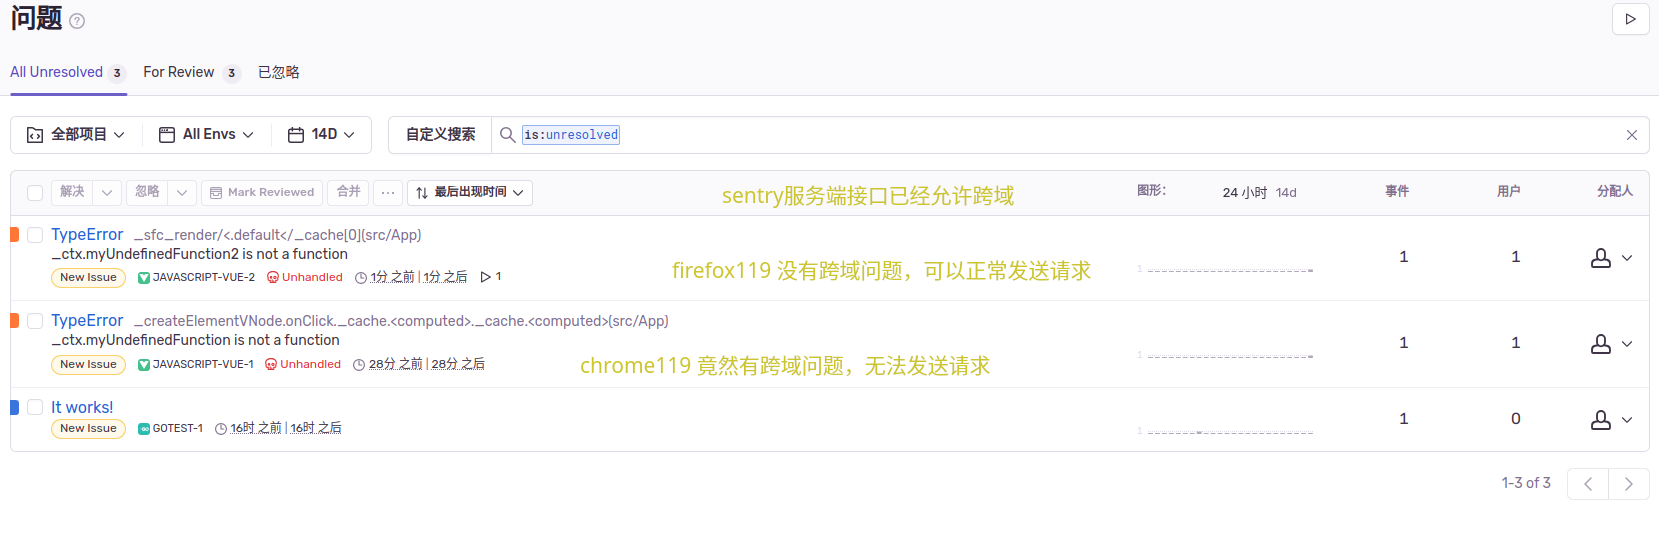 问题 ?
All Unresolved 3 For Review 3 已忽略
全部项目 All Envs 14D 自定义搜索 is:unresolved
解决 忽略 Mark Reviewed 合并 ... 最后出现时间 sentry服务端接口已经允许跨域 图形: 24 小时 14d 事件 用户 分配人
TypeError _sfc_render/<.default</_cache[0](src/App)
_ctx.myUndefinedFunction2 is not a function
firefox119 没有跨域问题，可以正常发送请求 1 1 1
New Issue JAVASCRIPT-VUE-2 Unhandled 1分之前 | 1分之后 1
TypeError _createElementVNode.onClick._cache.<computed>._cache.<computed>(src/App)
_ctx.myUndefinedFunction is not a function 1 1 1
New Issue JAVASCRIPT-VUE-1 Unhandled 28分之前 | 28分之后 chrome119 竟然有跨域问题，无法发送请求
It works! 1 0
New Issue GOTEST-1 16时之前 | 16时之后 1
1-3 of 3